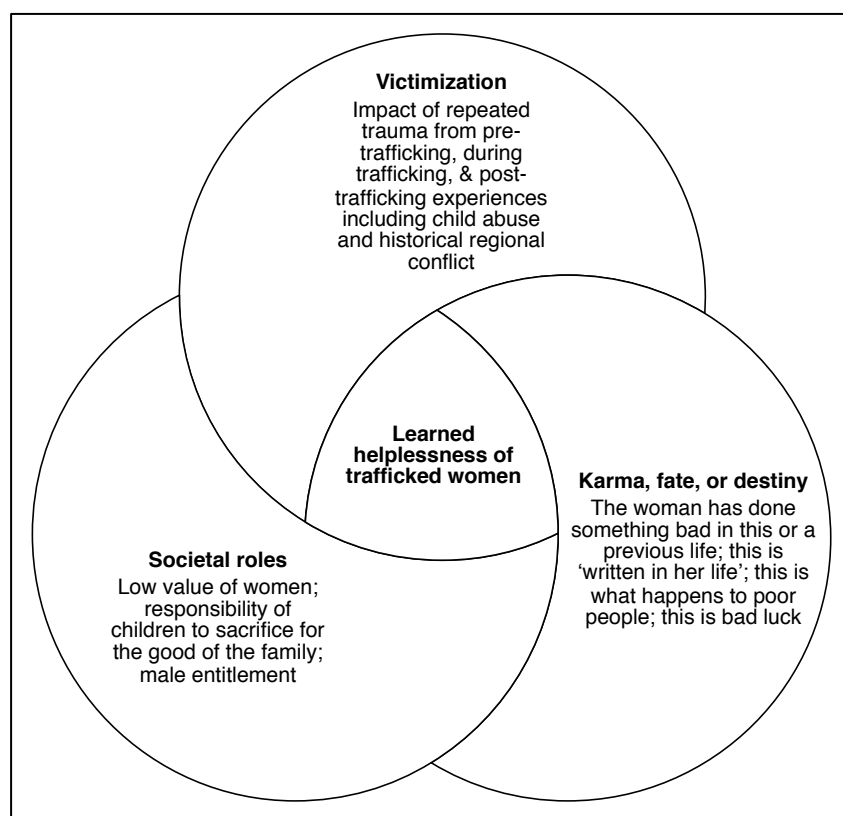 Victimization
Impact of repeated
trauma from pre-
trafficking, during
trafficking, & post-
trafficking experiences
including child abuse
and historical regional
conflict
Learned
helplessness of
trafficked women
Karma, fate, or destiny
The woman has done
something bad in this or a
previous life; this is
‘written in her life’; this is
what happens to poor
people; this is bad luck
Societal roles
Low value of women;
responsibility of
children to sacrifice for
the good of the family;
male entitlement